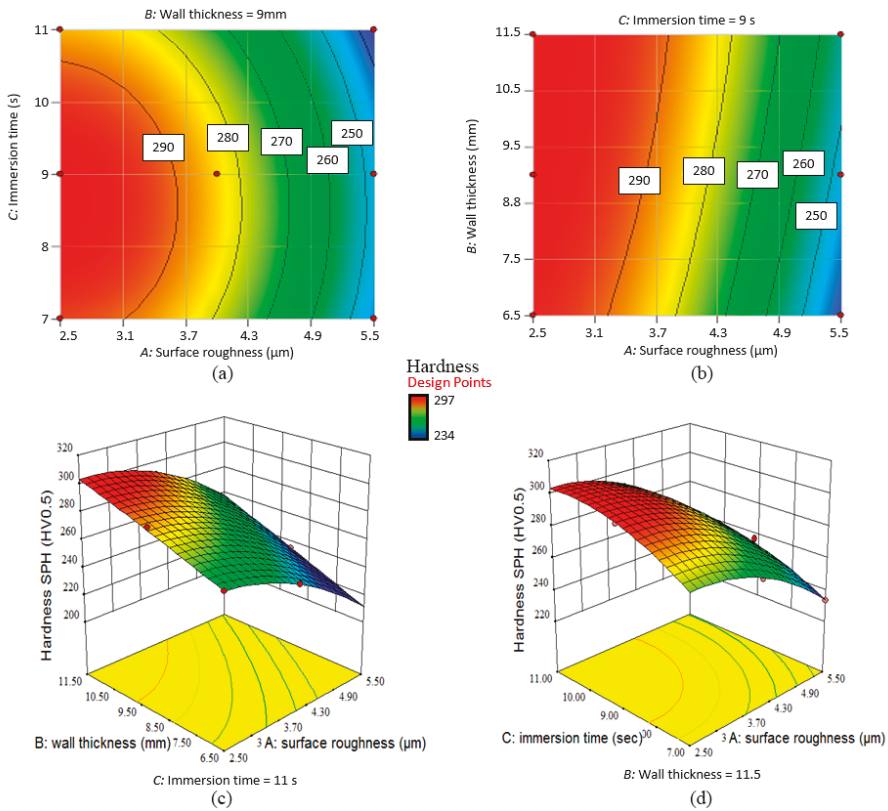 B: Wall thickness = 9mm
C: Immersion time (s)
11
10
9
8
7
290
280
270
260
250
2.5 3.1 3.7 4.3 4.9 5.5
A: Surface roughness (μm)
(a)
C: Immersion time = 9 s
B: Wall thickness (mm)
11.5
10.5
9.5
8.8
7.5
6.5
290
280
270
260
250
2.5 3.1 3.7 4.3 4.9 5.5
A: Surface roughness (μm)
(b)
Hardness
Design Points
297
234
Hardness SPH (HV0.5)
320
300
280
260
240
220
200
11.50
10.50
9.50
8.50
7.50
6.50
B: wall thickness (mm)
2.50
3
3.70
4.30
4.90
5.50
A: surface roughness (μm)
C: Immersion time = 11 s
(c)
Hardness SPH (HV0.5)
320
300
280
260
240
220
11.00
10.00
9.00
00
7.00
C: immersion time (sec)
2.50
3
3.70
4.30
4.90
5.50
A: surface roughness (μm)
B: Wall thickness = 11.5
(d)